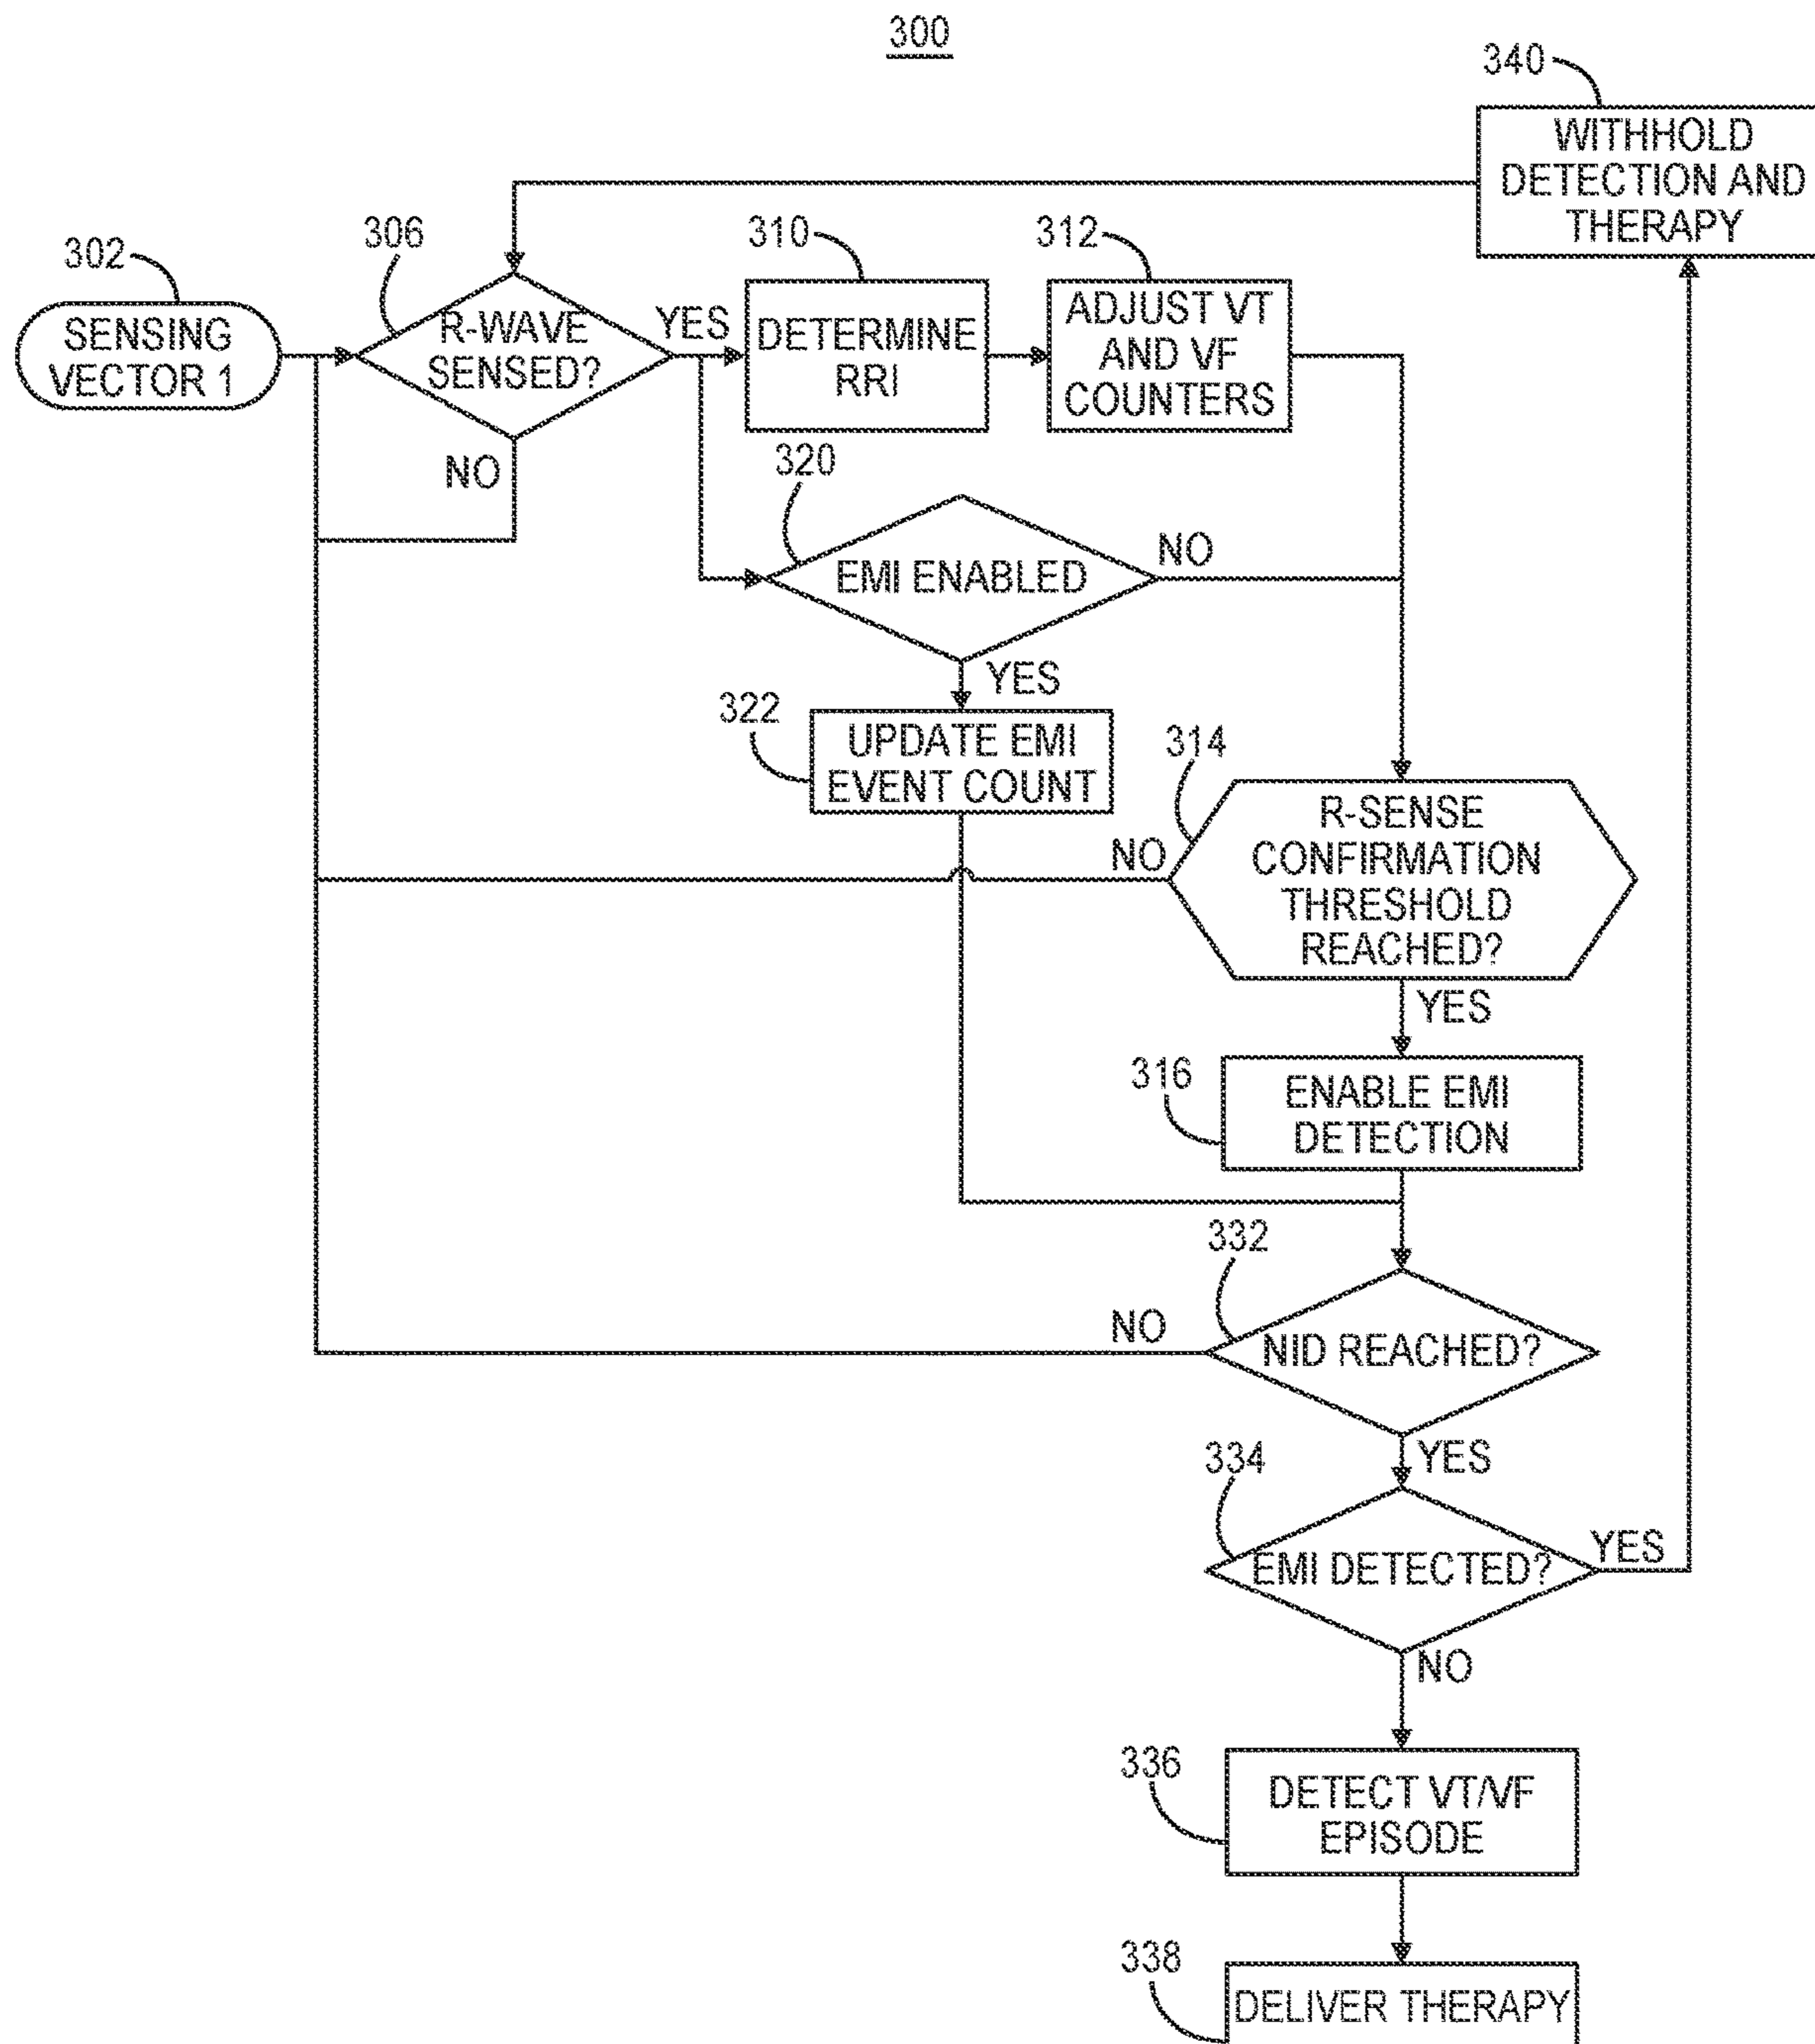 300
340
WITHHOLD
DETECTION AND
THERAPY
302
SENSING
VECTOR 1
306
R-WAVE
SENSED?
YES
NO
310
DETERMINE
RRI
312
ADJUST VT
AND VF
COUNTERS
320
EMI ENABLED
NO
YES
322
UPDATE EMI
EVENT COUNT
314
R-SENSE
CONFIRMATION
THRESHOLD
REACHED?
NO
YES
316
ENABLE EMI
DETECTION
332
NID REACHED?
NO
YES
334
EMI DETECTED?
YES
NO
336
DETECT VT/VF
EPISODE
338
DELIVER THERAPY